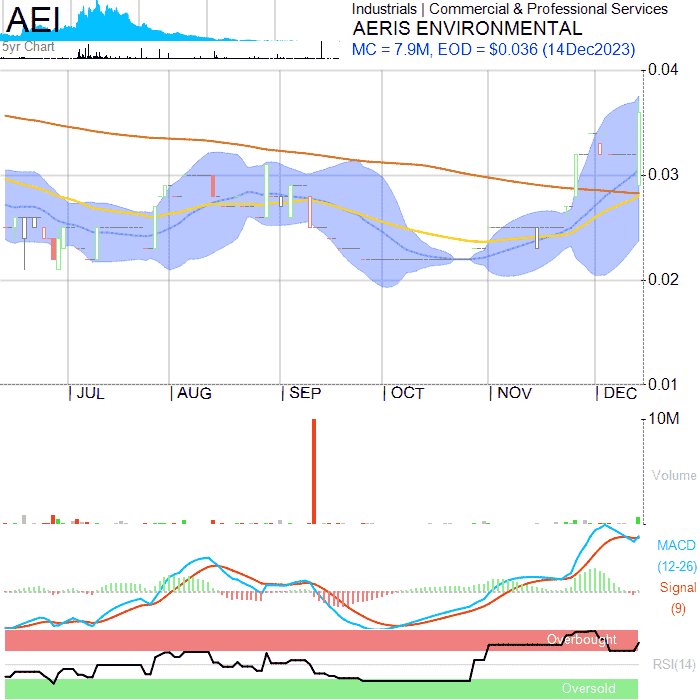 AEI
Industrials | Commercial & Professional Services
AERIS ENVIRONMENTAL
5yr Chart
MC = 7.9M, EOD = $0.036 (14Dec2023)
0.04
0.03
0.02
0.01
JUL AUG SEP OCT NOV DEC
10M
Volume
MACD
(12-26)
Signal
(9)
Overbought
RSI(14)
Oversold